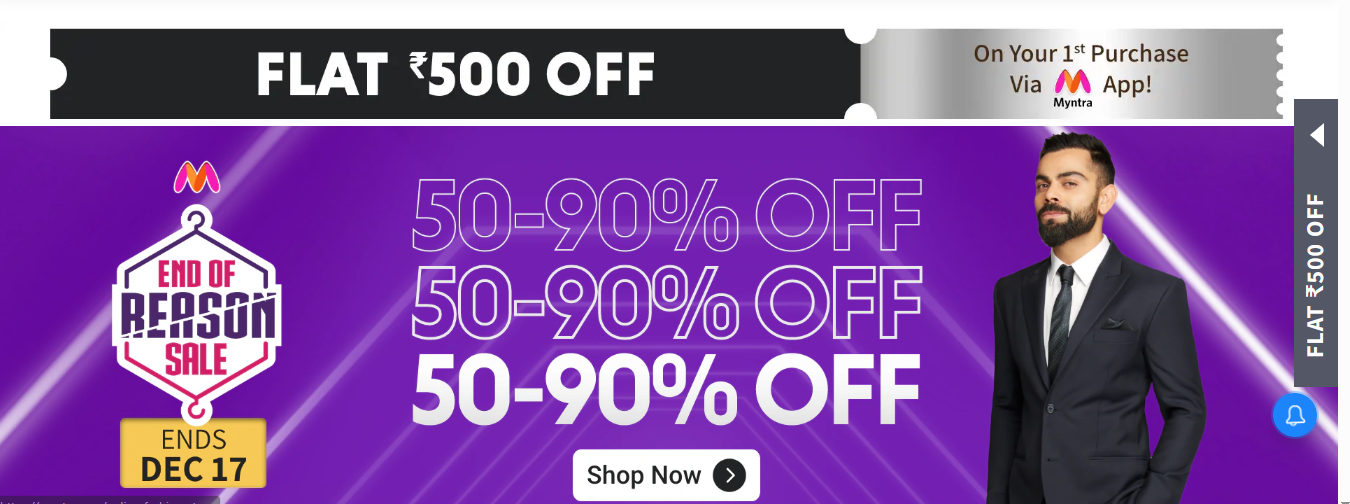 FLAT ₹500 OFF
On Your 1st Purchase
Via M App!
Myntra
END OF
REASON
SALE
ENDS
DEC 17
50-90% OFF
50-90% OFF
50-90% OFF
Shop Now
FLAT ₹500 OFF